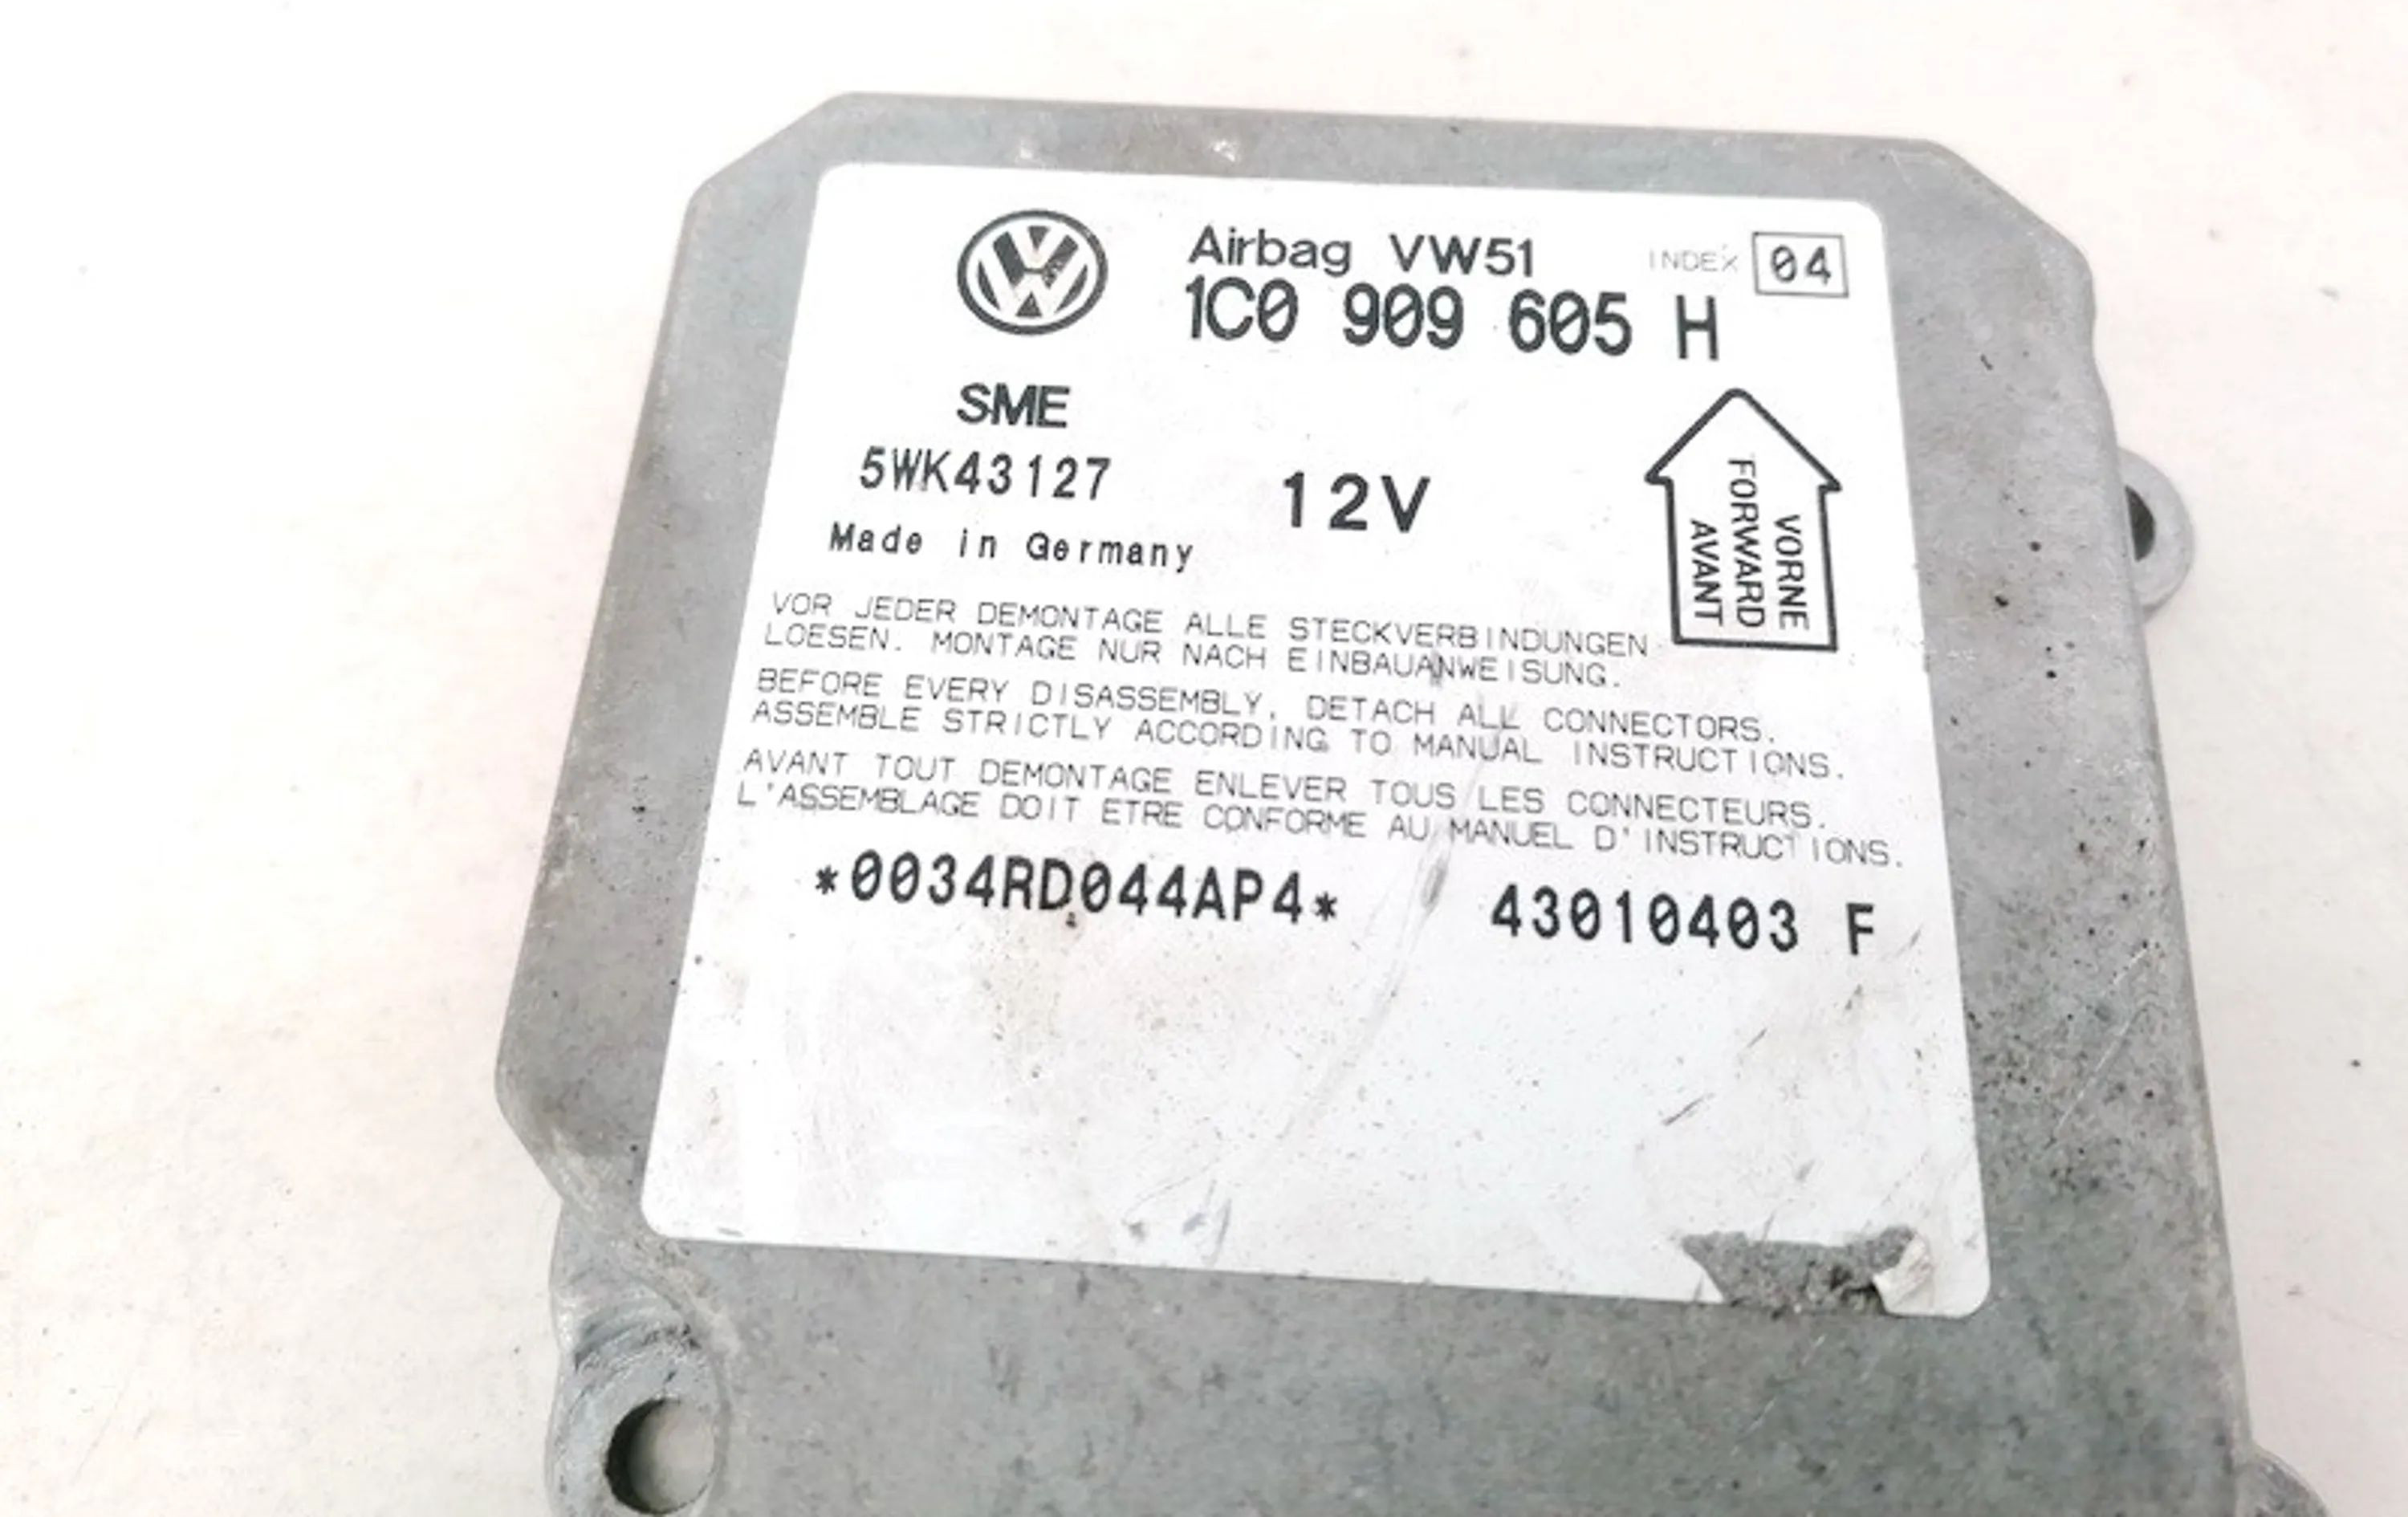 Airbag VW51 INDEX 04
1C0 909 605 H
SME
5WK43127 12V
Made in Germany
VORNE
FORWARD
AVANT
VOR JEDER DEMONTAGE ALLE STECKVERBINDUNGEN
LOESEN. MONTAGE NUR NACH EINBAUANWEISUNG.
BEFORE EVERY DISASSEMBLY, DETACH ALL CONNECTORS.
ASSEMBLE STRICTLY ACCORDING TO MANUAL INSTRUCTIONS.
AVANT TOUT DEMONTAGE ENLEVER TOUS LES CONNECTEURS.
L'ASSEMBLAGE DOIT ETRE CONFORME AU MANUEL D'INSTRUCTIONS.
*0034RD044AP4* 43010403 F